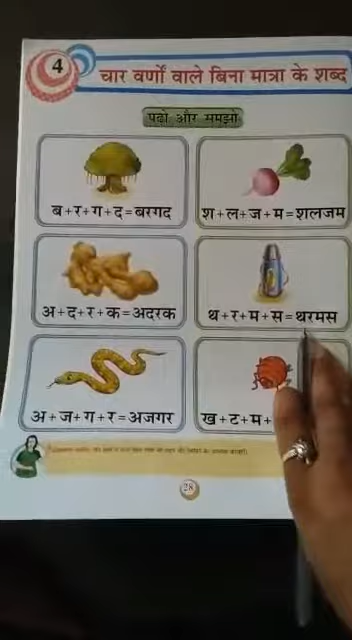 4
चार वर्णों वाले बिना मात्रा के शब्द
पढो और समझो
ब+र+ग+द=बरगद
श+ल+ज+म=शलजम
अ+द+र+क=अदरक
थ+र+म+स=थरमस
अ+ज+ग+र=अजगर
ख+ट+म+
28